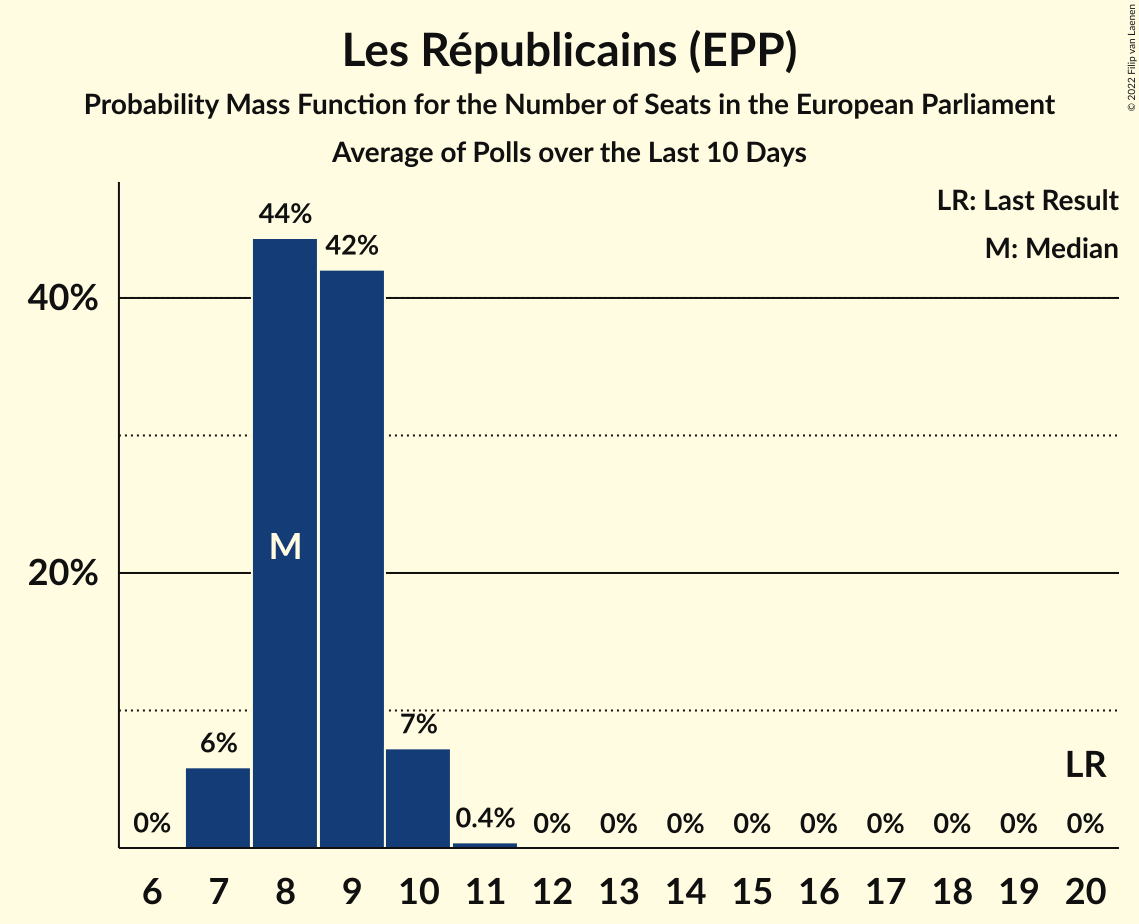 Les Républicains (EPP)
Probability Mass Function for the Number of Seats in the European Parliament
Average of Polls over the Last 10 Days
© 2022 Filip van Laenen
LR: Last Result
M: Median
44%
42%
40%
M
20%
7%
6%
LR
0%
0.4%
0%
0%
0%
0%
0%
0%
0%
0%
0%
6 7 8 9 10 11 12 13 14 15 16 17 18 19 20